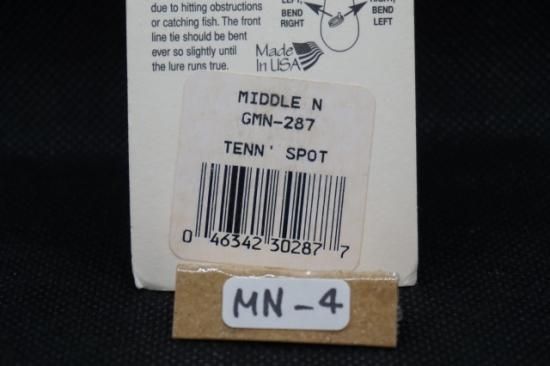 due to hitting obstructions
or catching fish. The front
line tie should be bent
ever so slightly until
the lure runs true.
LEFT,
BEND
RIGHT
BEND
LEFT
Made
In USA
MIDDLE N
GMN-287
TENN' SPOT
0 46342 30287 7
MN-4